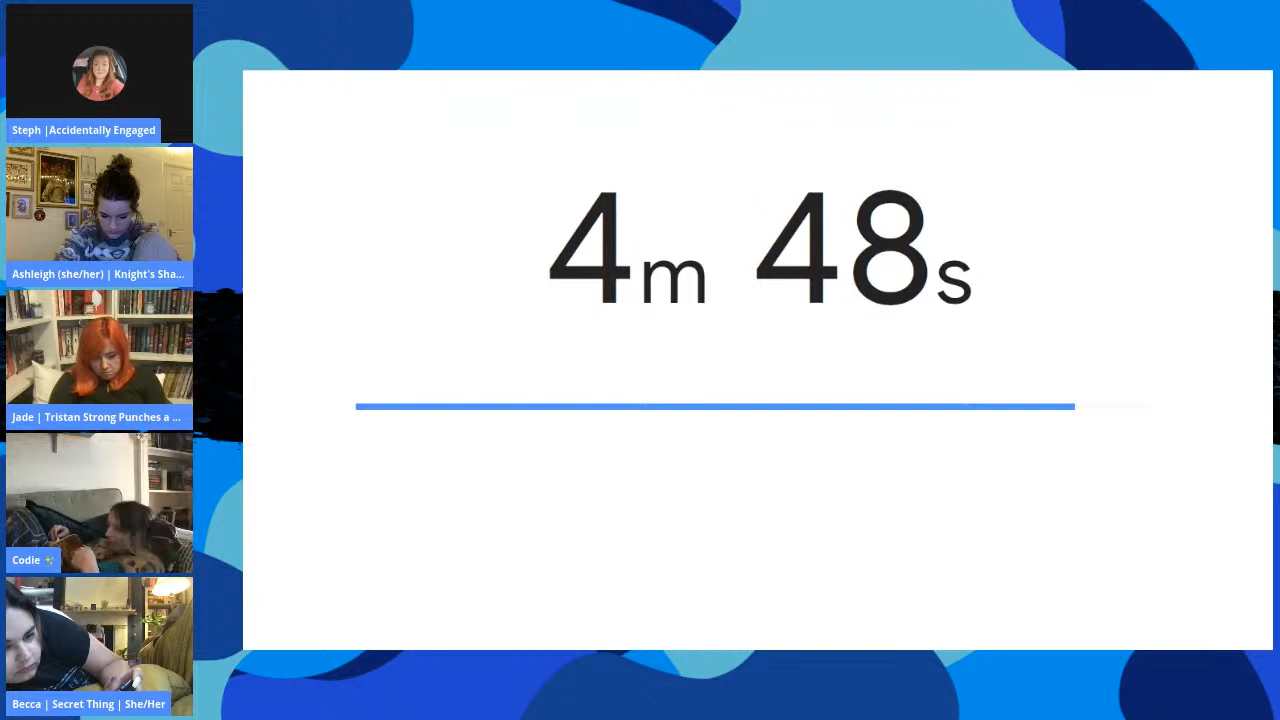 Steph |Accidentally Engaged
Ashleigh (she/her) | Knight's Sha...
Jade | Tristan Strong Punches a ...
Codie ✨
Becca | Secret Thing | She/Her
4m 48s